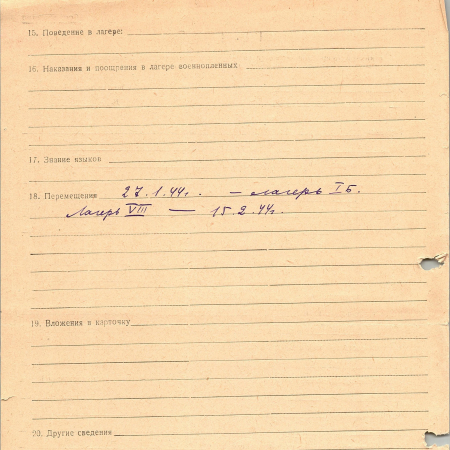 15. Поведение в лагере:
16. Наказания и поощрения в лагере военнопленных
17. Знание языков
18. Перемещения 27.1.44г. — лагерь I Б.
Лагерь VIII — 15.2.44г.
19. Вложения в карточку
20. Другие сведения